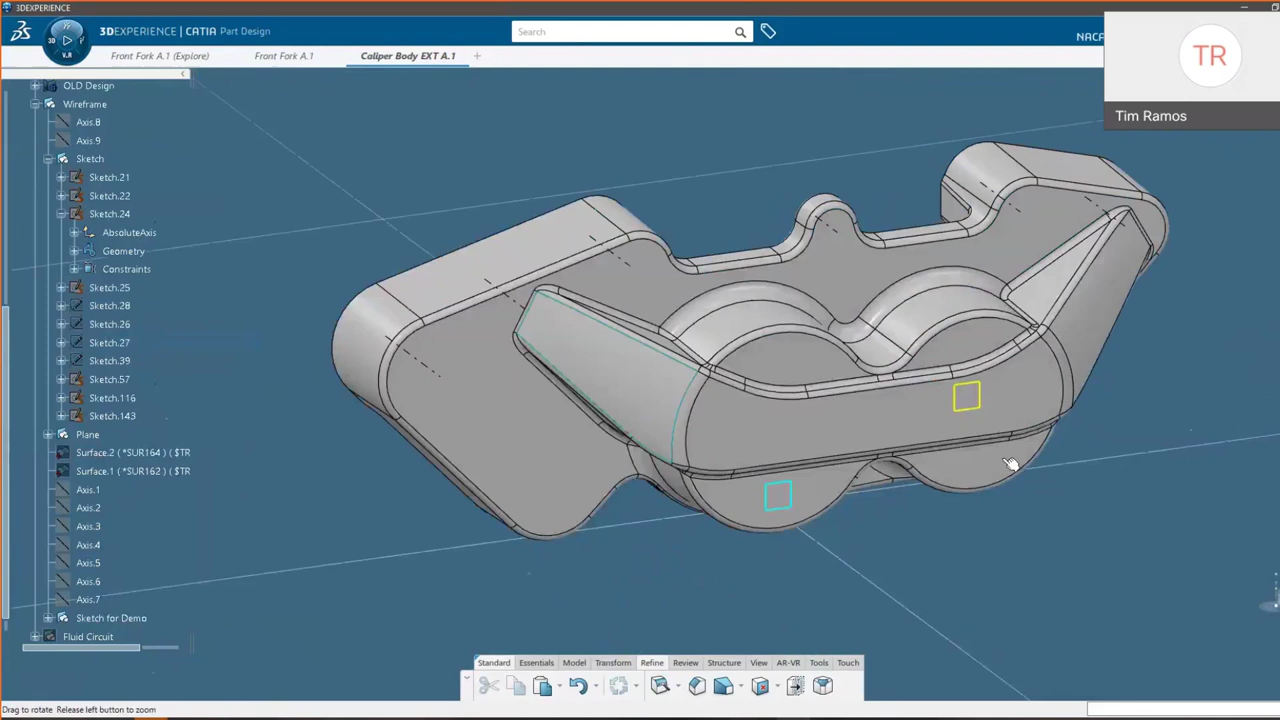 3DEXPERIENCE
3DEXPERIENCE | CATIA Part Design
3D
V.R
Search
NACA
TR
Tim Ramos
Front Fork A.1 (Explore)
Front Fork A.1
Caliper Body EXT A.1
OLD Design
Wireframe
Axis.8
Axis.9
Sketch
Sketch.21
Sketch.22
Sketch.24
AbsoluteAxis
Geometry
Constraints
Sketch.25
Sketch.28
Sketch.26
Sketch.27
Sketch.39
Sketch.57
Sketch.116
Sketch.143
Plane
Surface.2 ( *SUR164 ) ( $TR
Surface.1 ( *SUR162 ) ( $TR
Axis.1
Axis.2
Axis.3
Axis.4
Axis.5
Axis.6
Axis.7
Sketch for Demo
Fluid Circuit
Standard Essentials Model Transform Refine Review Structure View AR-VR Tools Touch
Drag to rotate Release left button to zoom